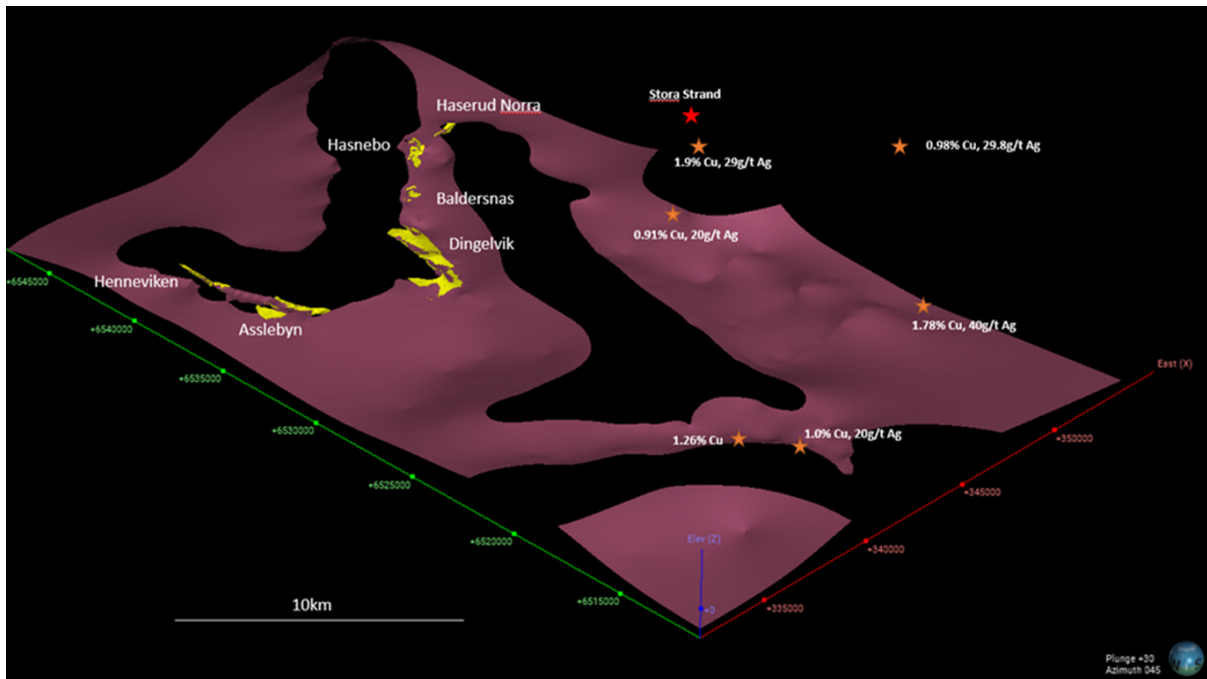 Stora Strand
Haserud Norra
Hasnebo
1.9% Cu, 29g/t Ag
0.98% Cu, 29.8g/t Ag
Baldersnas
0.91% Cu, 20g/t Ag
Dingelvik
Henneviken
+6545000
Asslebyn
+6540000
1.78% Cu, 40g/t Ag
East (X)
+6535000
+6530000
1.26% Cu
1.0% Cu, 20g/t Ag
+350000
+6525000
+345000
+6520000
Elev (Z)
+340000
+6515000
+0
+335000
10km
Plunge +30
Azimuth 045